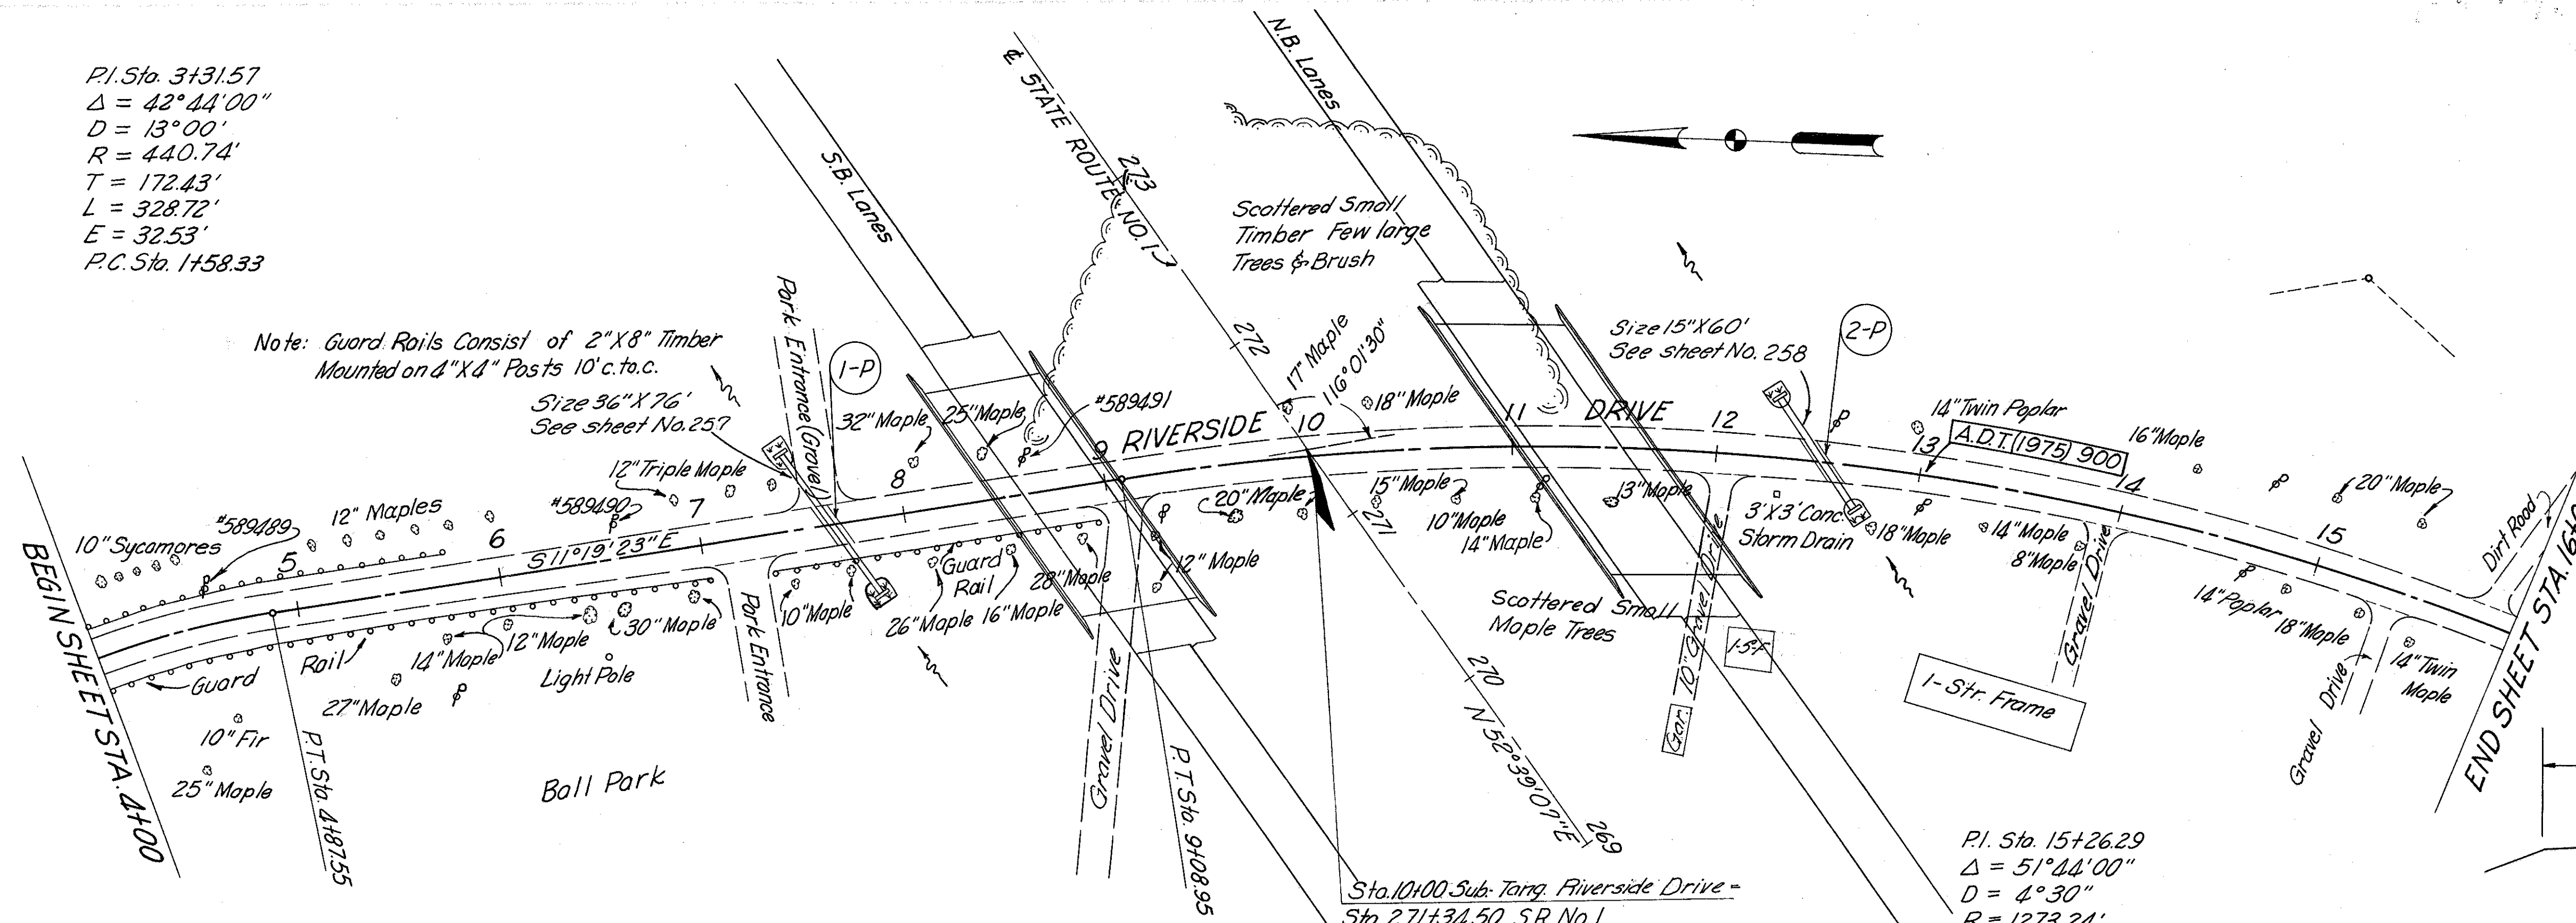 P.I. Sta. 3+31.57
Δ = 42°44'00"
D = 13°00'
R = 440.74'
T = 172.43'
L = 328.72'
E = 32.53'
P.C. Sta. 1+58.33
Note: Guard Rails Consist of 2"X8" Timber
Mounted on 4"X4" Posts 10' c. to c.
Size 36"X76'
See sheet No. 257
S.B. Lanes
℄ STATE ROUTE NO. 1
N.B. Lanes
273
272
271
270
269
Scattered Small
Timber Few large
Trees & Brush
Park Entrance (Gravel)
1-P
32" Maple
25" Maple
#589491
17" Maple
116°01'30"
18" Maple
Size 15"X60'
See sheet No. 258
2-P
14" Twin Poplar
A.D.T. (1975) 900
16" Maple
20" Maple
Dirt Road
RIVERSIDE DRIVE
5
6
7
8
9
10
11
12
13
14
15
10" Sycamores
#589489
12" Maples
#589490
12" Triple Maple
S 11°19'23" E
BEGIN SHEET STA. 4+00
Guard Rail
10" Fir
25" Maple
27" Maple
14" Maple
12" Maple
30" Maple
Light Pole
P.T. Sta. 4+87.55
Ball Park
Park Entrance
10" Maple
Guard
Rail
26" Maple
16" Maple
28" Maple
12" Maple
Gravel Drive
P.T. Sta. 9+08.95
20" Maple
15" Maple
10" Maple
14" Maple
13" Maple
3'X3' Conc.
Storm Drain
18" Maple
14" Maple
8" Maple
Scattered Small
Maple Trees
10" Gravel Drive
Gar.
1-S-F
1-Str. Frame
Gravel Drive
14" Poplar
18" Maple
Gravel Drive
14" Twin
Maple
END SHEET STA. 16+0
N 52°39'07" E
Sta. 10+00 Sub-Tang. Riverside Drive =
Sta. 271+34.50 S.R. No. 1
P.I. Sta. 15+26.29
Δ = 51°44'00"
D = 4°30"
R = 1273.24'